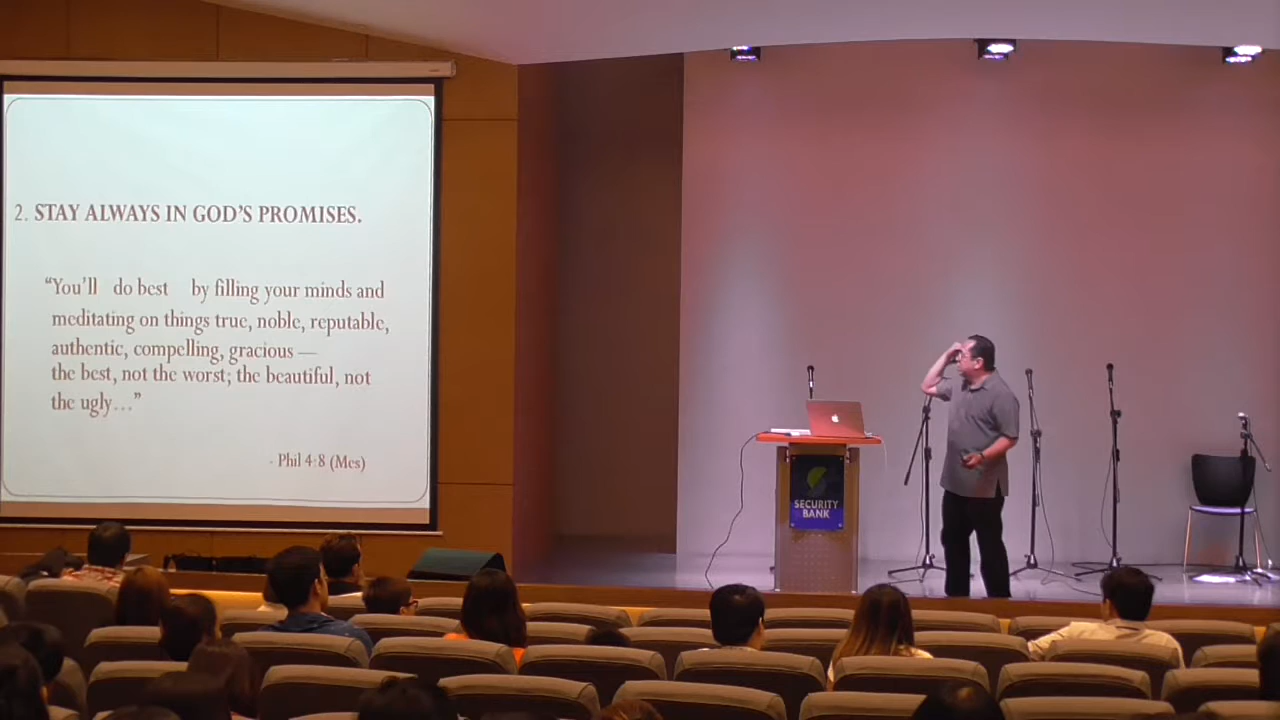 2. STAY ALWAYS IN GOD'S PROMISES.
“You'll do best by filling your minds and
meditating on things true, noble, reputable,
authentic, compelling, gracious —
the best, not the worst; the beautiful, not
the ugly…”
- Phil 4:8 (Mes)
SECURITY
BANK